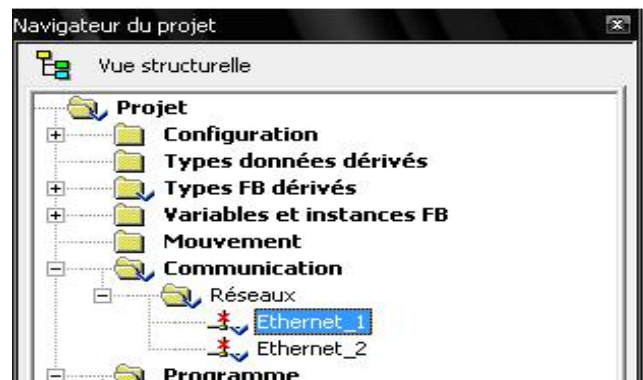 Navigateur du projet
Vue structurelle
Projet
Configuration
Types données dérivés
Types FB dérivés
Variables et instances FB
Mouvement
Communication
Réseaux
Ethernet_1
Ethernet_2
Programme